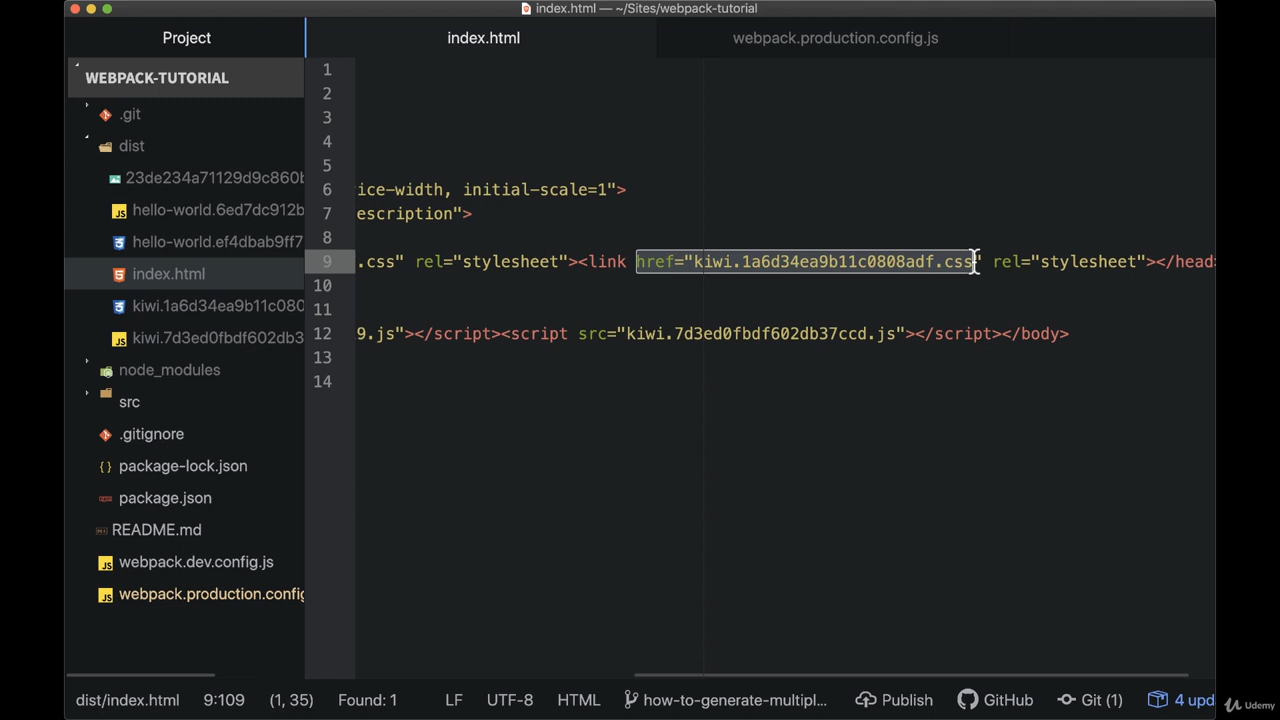 index.html — ~/Sites/webpack-tutorial
Project
index.html
webpack.production.config.js
WEBPACK-TUTORIAL
.git
dist
23de234a71129d9c860b
hello-world.6ed7dc912b
hello-world.ef4dbab9ff7
index.html
kiwi.1a6d34ea9b11c080
kiwi.7d3ed0fbdf602db3
node_modules
src
.gitignore
package-lock.json
package.json
README.md
webpack.dev.config.js
webpack.production.config
1
2
3
4
5
6 ice-width, initial-scale=1">
7 escription">
8
9 .css" rel="stylesheet"><link href="kiwi.1a6d34ea9b11c0808adf.css" rel="stylesheet"></head>
10
11
12 9.js"></script><script src="kiwi.7d3ed0fbdf602db37ccd.js"></script></body>
13
14
dist/index.html 9:109 (1, 35) Found: 1 LF UTF-8 HTML how-to-generate-multipl... Publish GitHub Git (1) 4 upd
Udemy